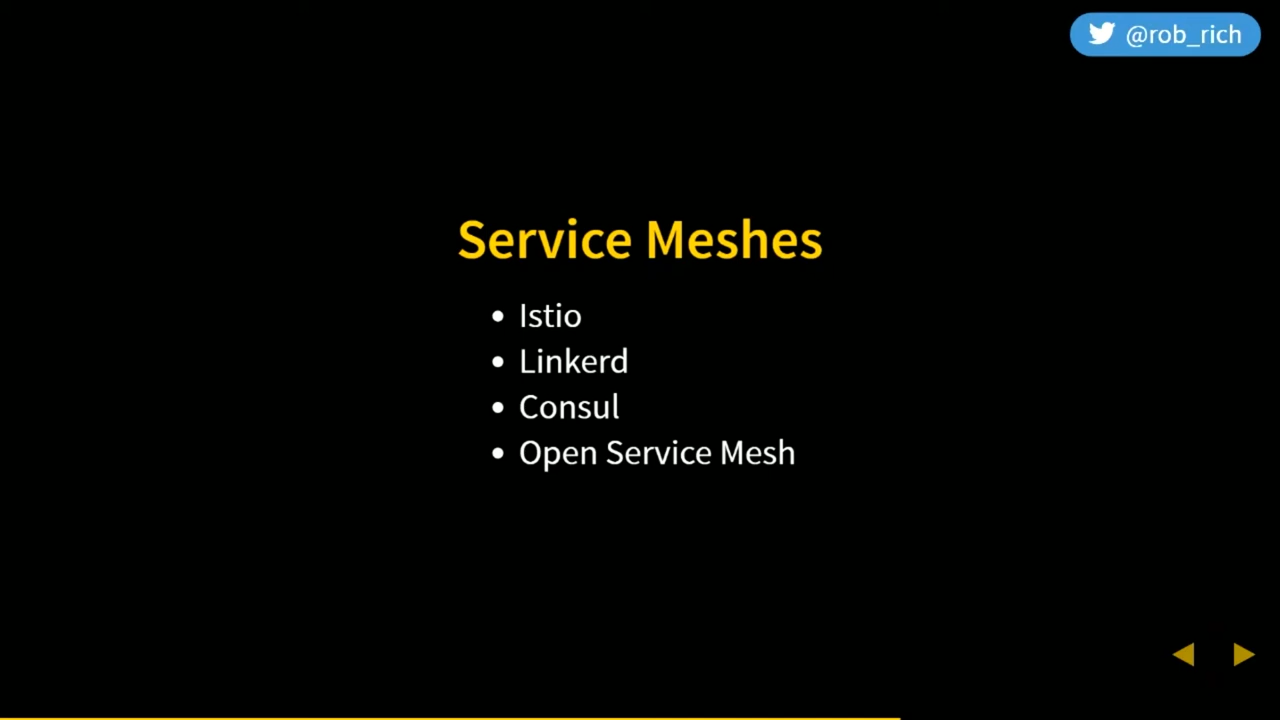 @rob_rich
Service Meshes
• Istio
• Linkerd
• Consul
• Open Service Mesh